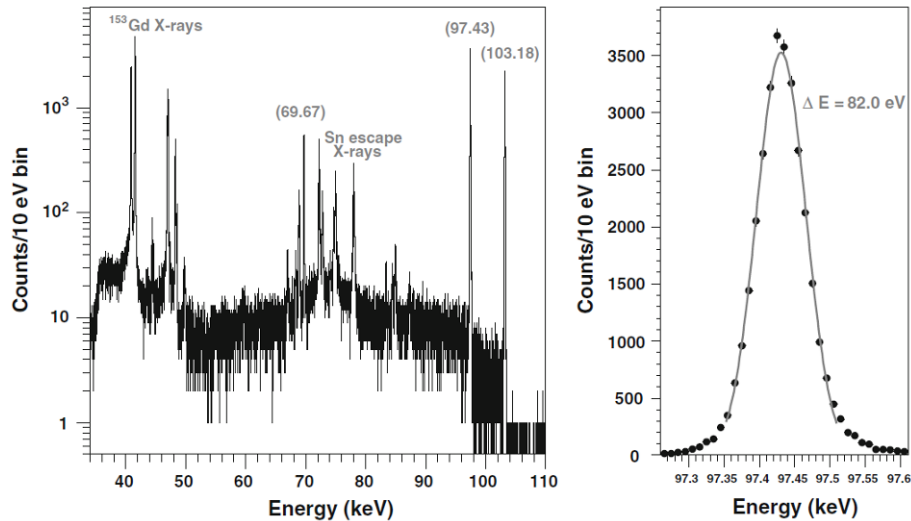 ¹⁵³Gd X-rays
(97.43)
(103.18)
(69.67)
Sn escape
X-rays
Counts/10 eV bin
10³
10²
10
1
40 50 60 70 80 90 100 110
Energy (keV)
Δ E = 82.0 eV
Counts/10 eV bin
3500
3000
2500
2000
1500
1000
500
0
97.3 97.35 97.4 97.45 97.5 97.55 97.6
Energy (keV)